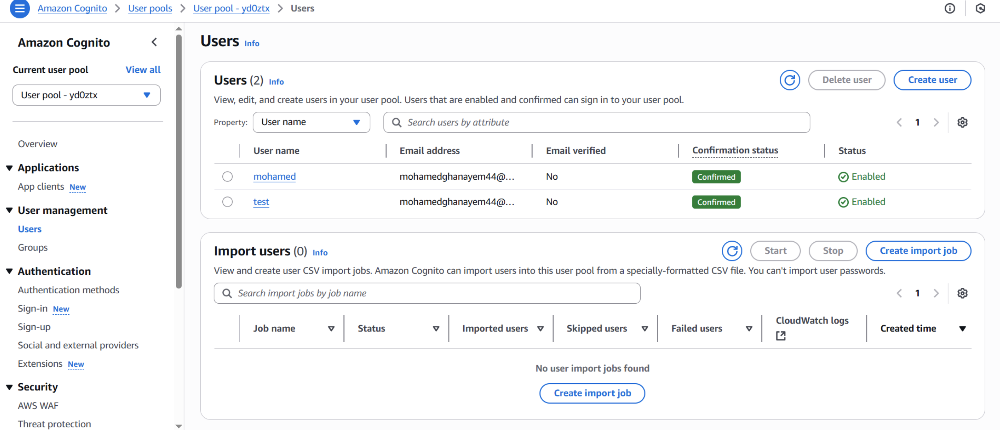 Amazon Cognito > User pools > User pool - yd0ztx > Users
Amazon Cognito
Current user pool View all
User pool - yd0ztx
Overview
Applications
App clients New
User management
Users
Groups
Authentication
Authentication methods
Sign-in New
Sign-up
Social and external providers
Extensions New
Security
AWS WAF
Threat protection
Users Info
Users (2) Info
Delete user
Create user
View, edit, and create users in your user pool. Users that are enabled and confirmed can sign in to your user pool.
Property: User name Search users by attribute 1
User name Email address Email verified Confirmation status Status
mohamed mohamedghanayem44@... No Confirmed Enabled
test mohamedghanayem44@... No Confirmed Enabled
Import users (0) Info
Start
Stop
Create import job
View and create user CSV import jobs. Amazon Cognito can import users into this user pool from a specially-formatted CSV file. You can't import user passwords.
Search import jobs by job name 1
Job name Status Imported users Skipped users Failed users CloudWatch logs Created time
No user import jobs found
Create import job